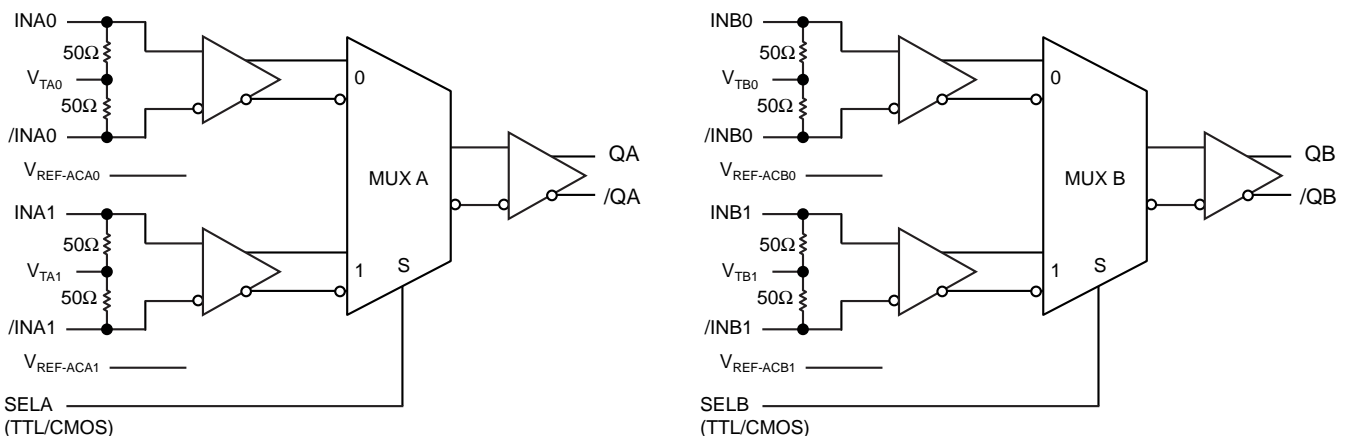 INA0
50Ω
VTA0
50Ω
/INA0
VREF-ACA0
INA1
50Ω
VTA1
50Ω
/INA1
VREF-ACA1
SELA
(TTL/CMOS)
0
MUX A
1
S
QA
/QA
INB0
50Ω
VTB0
50Ω
/INB0
VREF-ACB0
INB1
50Ω
VTB1
50Ω
/INB1
VREF-ACB1
SELB
(TTL/CMOS)
0
MUX B
1
S
QB
/QB